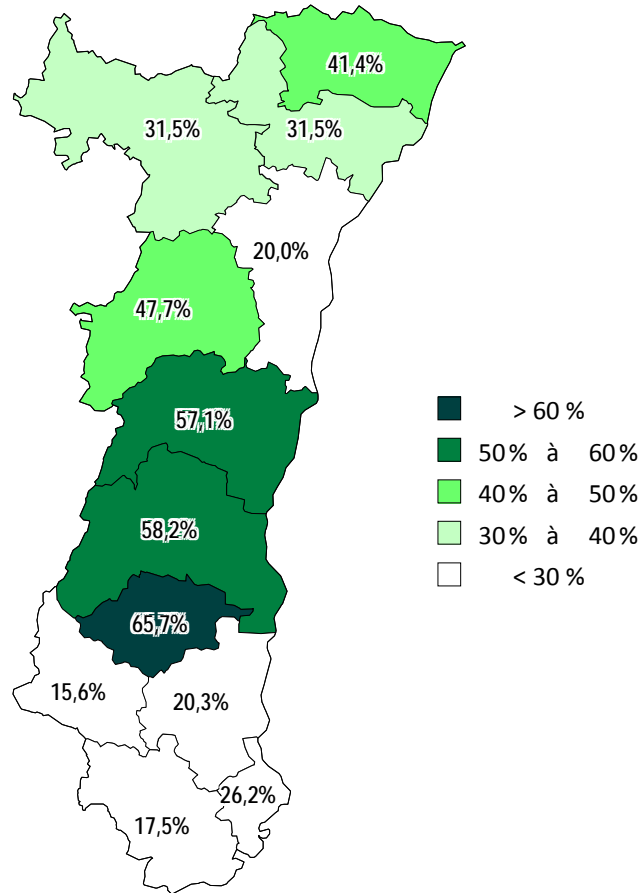 41,4%
31,5%
31,5%
20,0%
47,7%
57,1%
58,2%
65,7%
15,6%
20,3%
26,2%
17,5%
> 60 %
50% à 60%
40% à 50%
30% à 40%
< 30 %